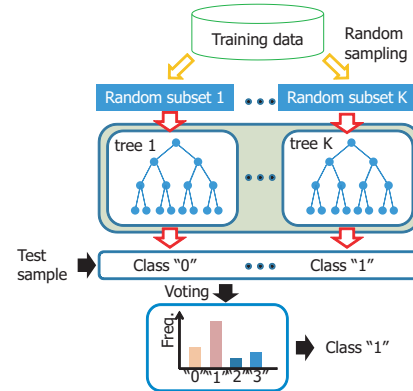 Training data
Random
sampling
Random subset 1
Random subset K
tree 1
tree K
Test
sample
Class “0”
Class “1”
Voting
Freq.
“0”“1”“2”“3”
Class “1”